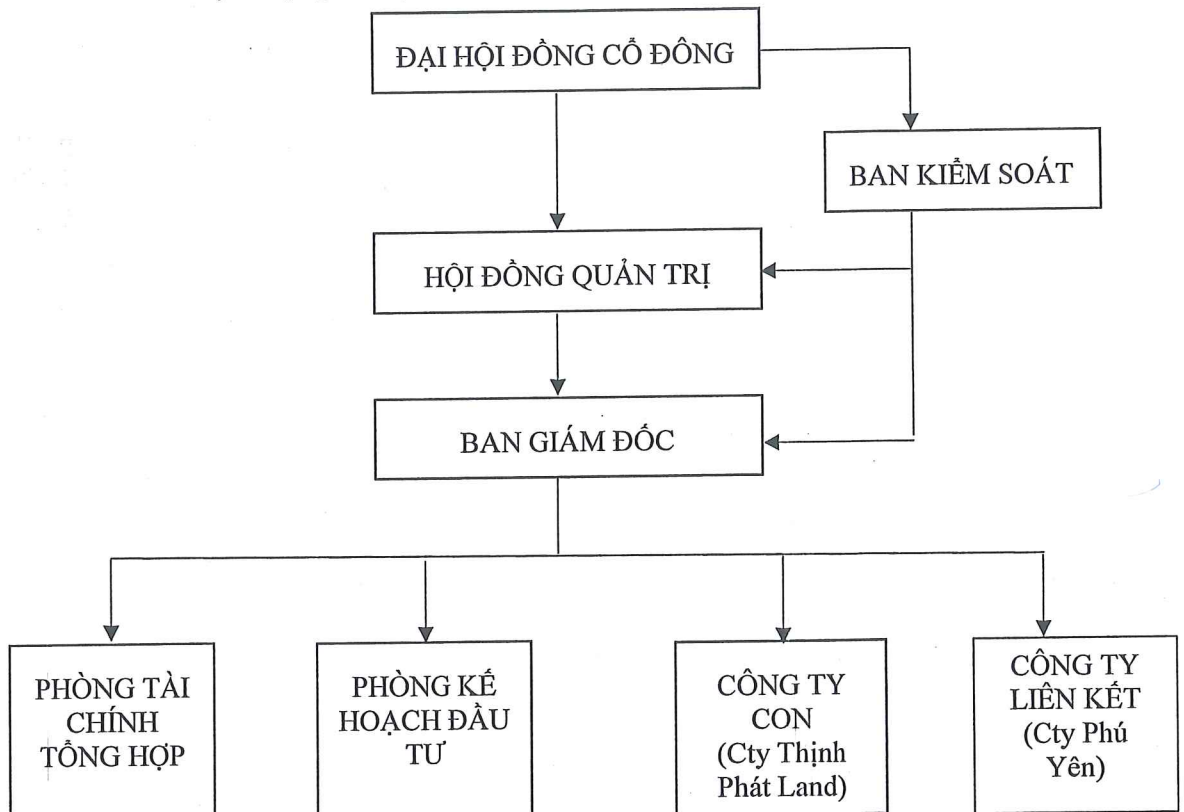 ĐẠI HỘI ĐỒNG CỔ ĐÔNG
BAN KIỂM SOÁT
HỘI ĐỒNG QUẢN TRỊ
BAN GIÁM ĐỐC
PHÒNG TÀI
CHÍNH
TỔNG HỢP
PHÒNG KẾ
HOẠCH ĐẦU
TƯ
CÔNG TY
CON
(Cty Thịnh
Phát Land)
CÔNG TY
LIÊN KẾT
(Cty Phú
Yên)